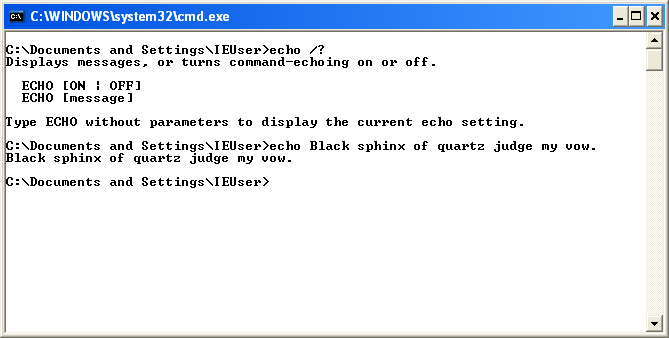 C:\WINDOWS\system32\cmd.exe
C:\Documents and Settings\IEUser>echo /?
Displays messages, or turns command-echoing on or off.
ECHO [ON ¦ OFF]
ECHO [message]
Type ECHO without parameters to display the current echo setting.
C:\Documents and Settings\IEUser>echo Black sphinx of quartz judge my vow.
Black sphinx of quartz judge my vow.
C:\Documents and Settings\IEUser>